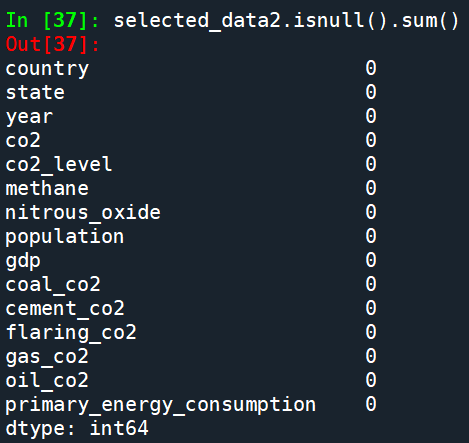 In [37]: selected_data2.isnull().sum()
Out[37]:
country 0
state 0
year 0
co2 0
co2_level 0
methane 0
nitrous_oxide 0
population 0
gdp 0
coal_co2 0
cement_co2 0
flaring_co2 0
gas_co2 0
oil_co2 0
primary_energy_consumption 0
dtype: int64